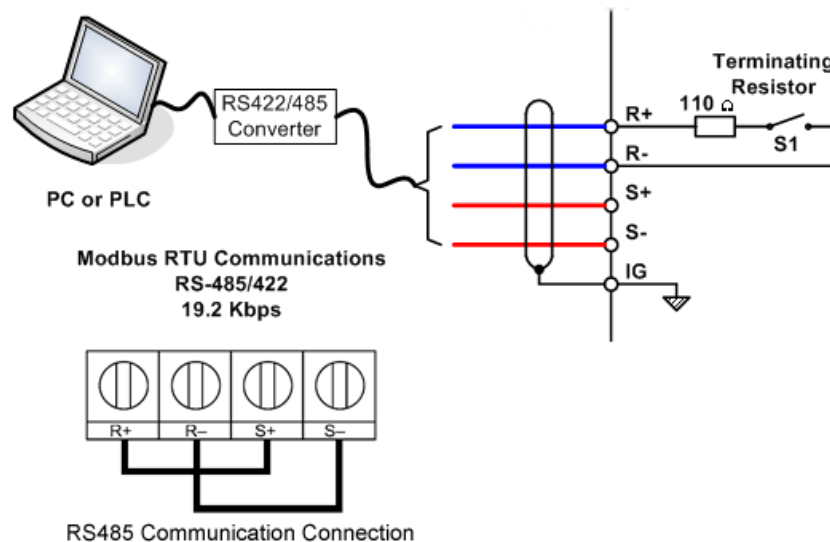 PC or PLC
RS422/485
Converter
R+
R-
S+
S-
IG
110 Ω
S1
Terminating
Resistor
Modbus RTU Communications
RS-485/422
19.2 Kbps
R+ R– S+ S–
RS485 Communication Connection